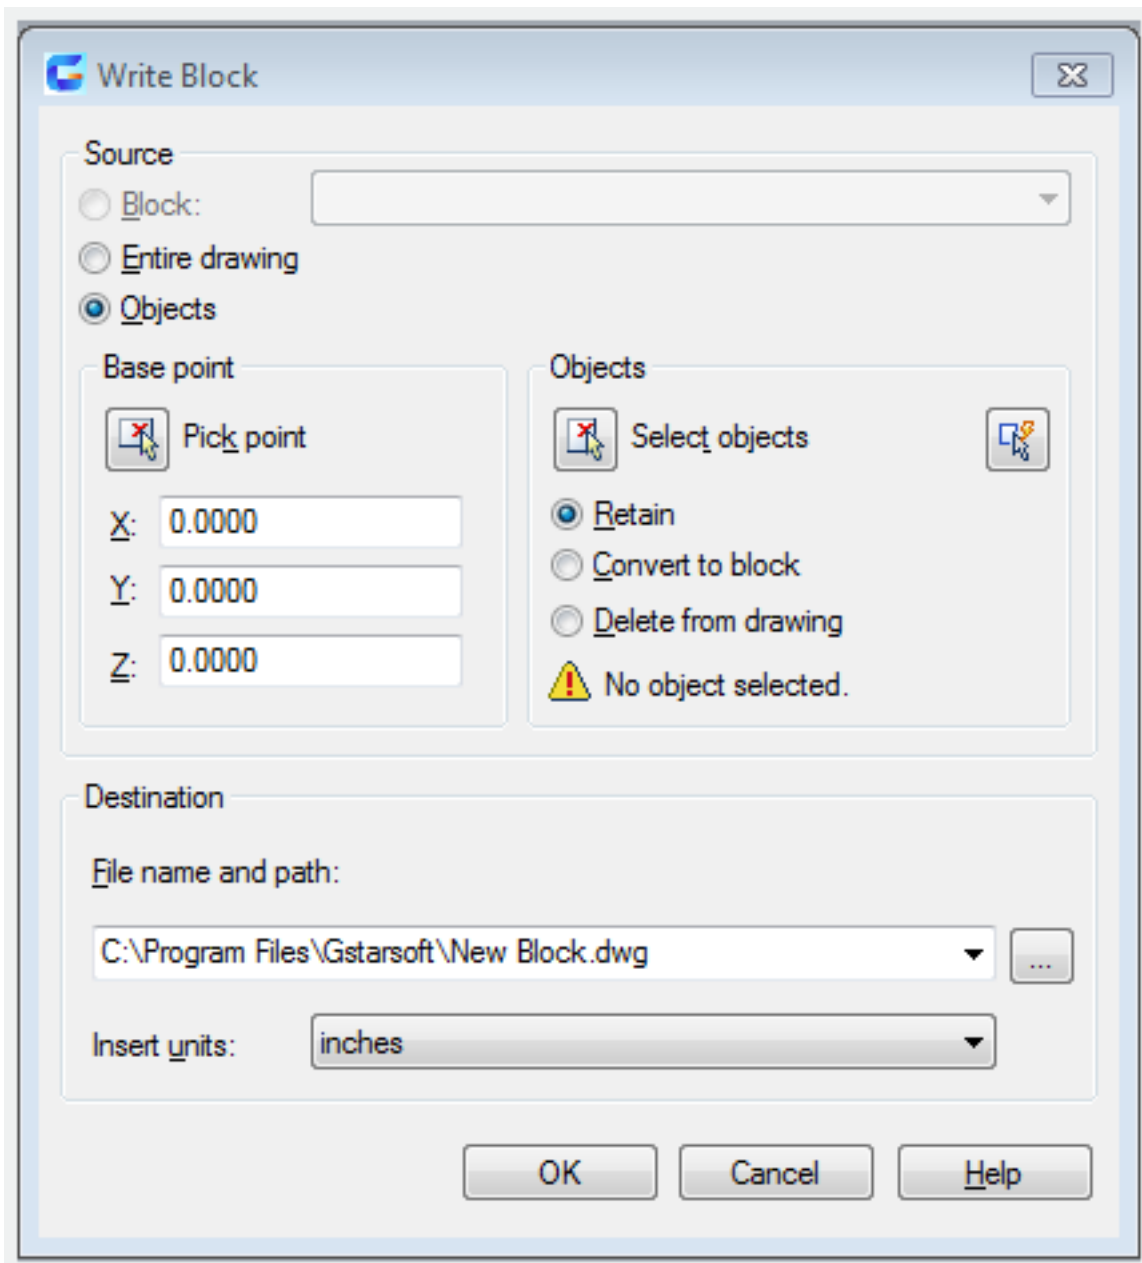 Write Block
Source
Block:
Entire drawing
Objects
Base point
Pick point
X: 0.0000
Y: 0.0000
Z: 0.0000
Objects
Select objects
Retain
Convert to block
Delete from drawing
No object selected.
Destination
File name and path:
C:\Program Files\Gstarsoft\New Block.dwg
...
Insert units: inches
OK Cancel Help